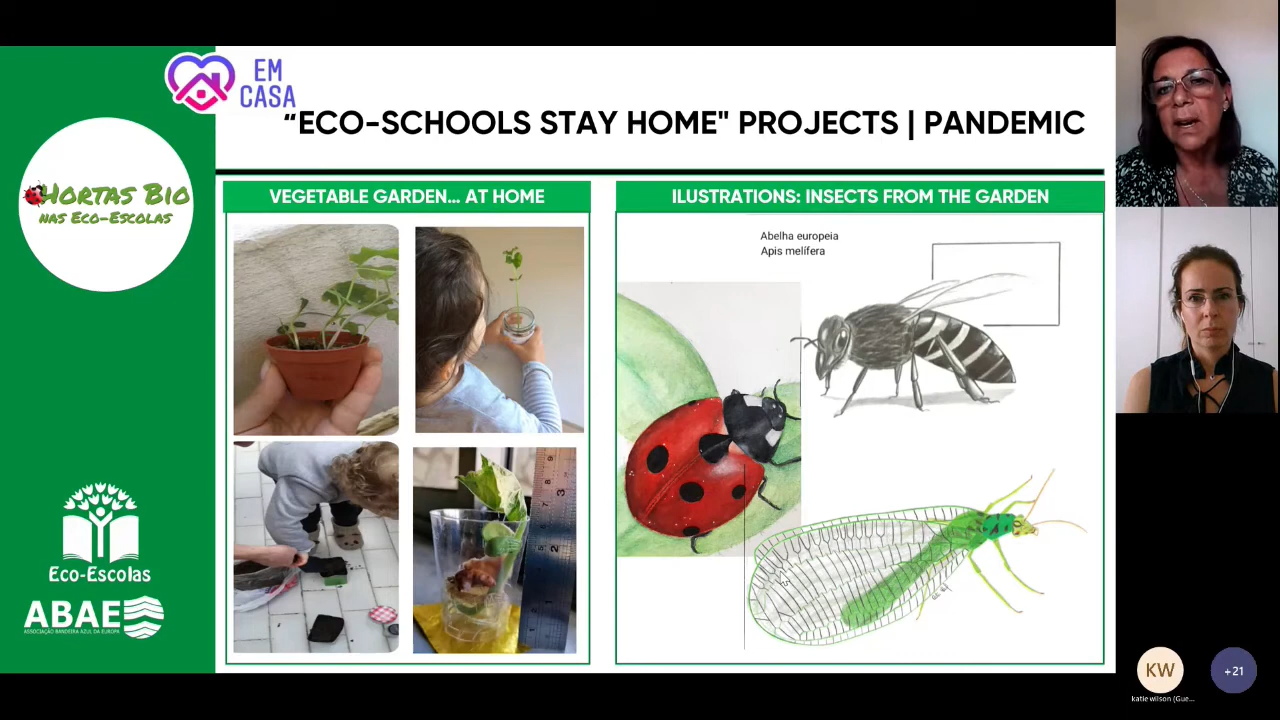 EM
CASA
“ECO-SCHOOLS STAY HOME" PROJECTS | PANDEMIC
HORTAS BIO
NAS ECO-ESCOLAS
VEGETABLE GARDEN... AT HOME
ILUSTRATIONS: INSECTS FROM THE GARDEN
Abelha europeia
Apis melífera
Eco-Escolas
ABAE
ASSOCIAÇÃO BANDEIRA AZUL DA EUROPA
KW
+21
katie wilson (Gue...